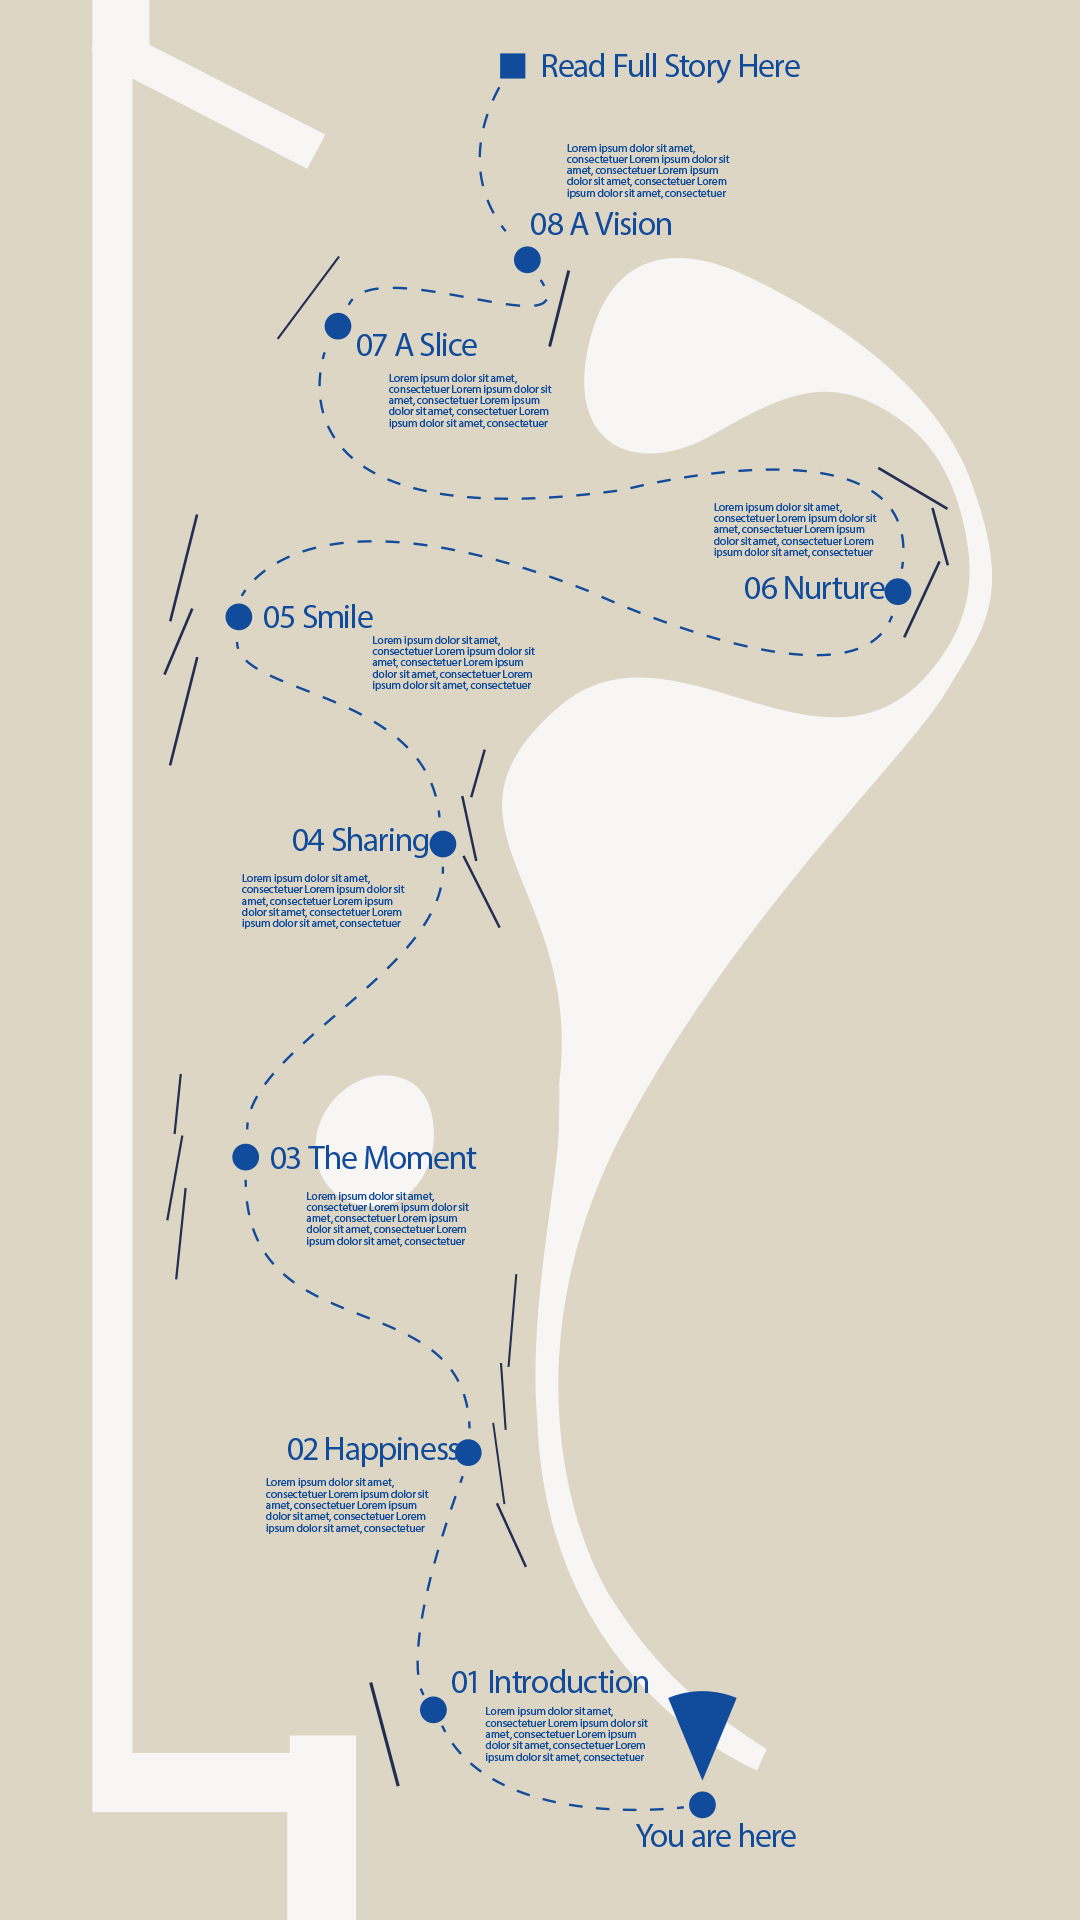 Read Full Story Here
Lorem ipsum dolor sit amet,
consectetuer Lorem ipsum dolor sit
amet, consectetuer Lorem ipsum
dolor sit amet, consectetuer Lorem
ipsum dolor sit amet, consectetuer
08 A Vision
07 A Slice
Lorem ipsum dolor sit amet,
consectetuer Lorem ipsum dolor sit
amet, consectetuer Lorem ipsum
dolor sit amet, consectetuer Lorem
ipsum dolor sit amet, consectetuer
Lorem ipsum dolor sit amet,
consectetuer Lorem ipsum dolor sit
amet, consectetuer Lorem ipsum
dolor sit amet, consectetuer Lorem
ipsum dolor sit amet, consectetuer
06 Nurture
05 Smile
Lorem ipsum dolor sit amet,
consectetuer Lorem ipsum dolor sit
amet, consectetuer Lorem ipsum
dolor sit amet, consectetuer Lorem
ipsum dolor sit amet, consectetuer
04 Sharing
Lorem ipsum dolor sit amet,
consectetuer Lorem ipsum dolor sit
amet, consectetuer Lorem ipsum
dolor sit amet, consectetuer Lorem
ipsum dolor sit amet, consectetuer
03 The Moment
Lorem ipsum dolor sit amet,
consectetuer Lorem ipsum dolor sit
amet, consectetuer Lorem ipsum
dolor sit amet, consectetuer Lorem
ipsum dolor sit amet, consectetuer
02 Happiness
Lorem ipsum dolor sit amet,
consectetuer Lorem ipsum dolor sit
amet, consectetuer Lorem ipsum
dolor sit amet, consectetuer Lorem
ipsum dolor sit amet, consectetuer
01 Introduction
Lorem ipsum dolor sit amet,
consectetuer Lorem ipsum dolor sit
amet, consectetuer Lorem ipsum
dolor sit amet, consectetuer Lorem
ipsum dolor sit amet, consectetuer
You are here